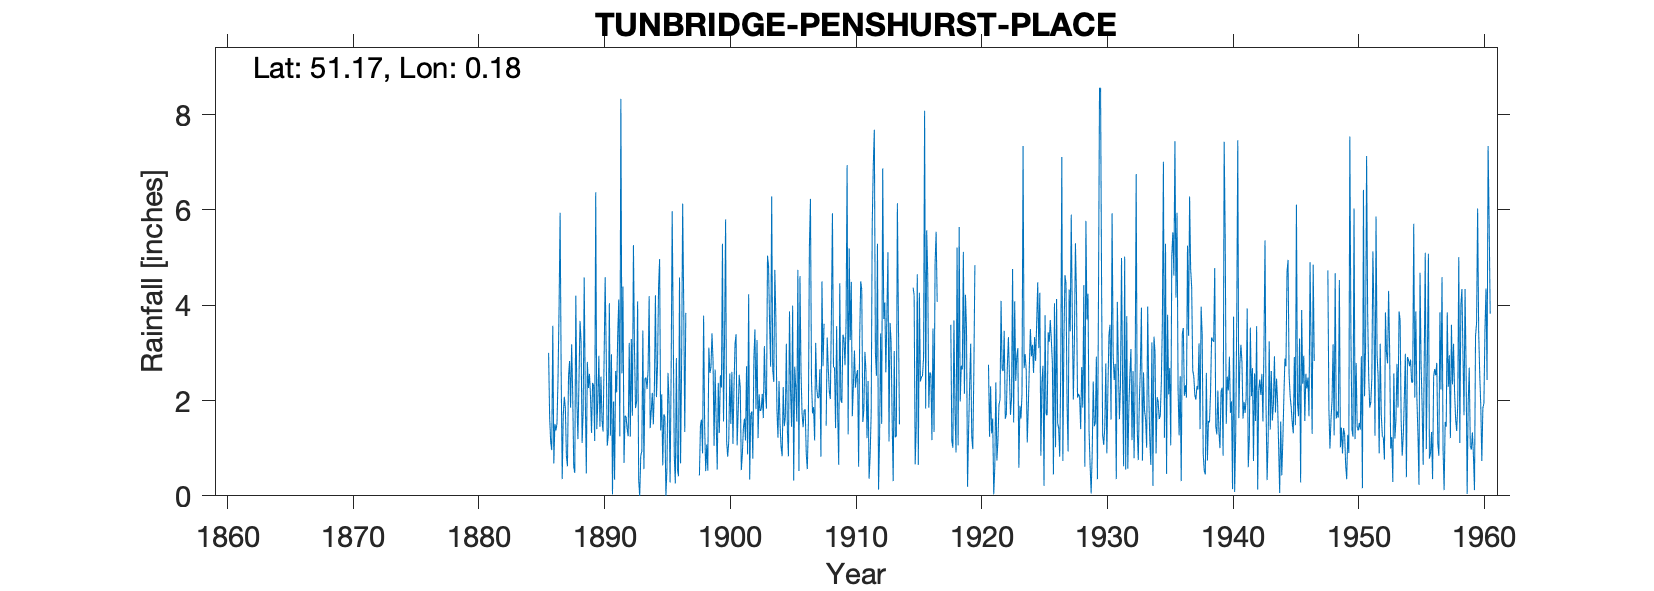 TUNBRIDGE-PENSHURST-PLACE
Lat: 51.17, Lon: 0.18
8
6
4
2
0
Rainfall [inches]
1860 1870 1880 1890 1900 1910 1920 1930 1940 1950 1960
Year